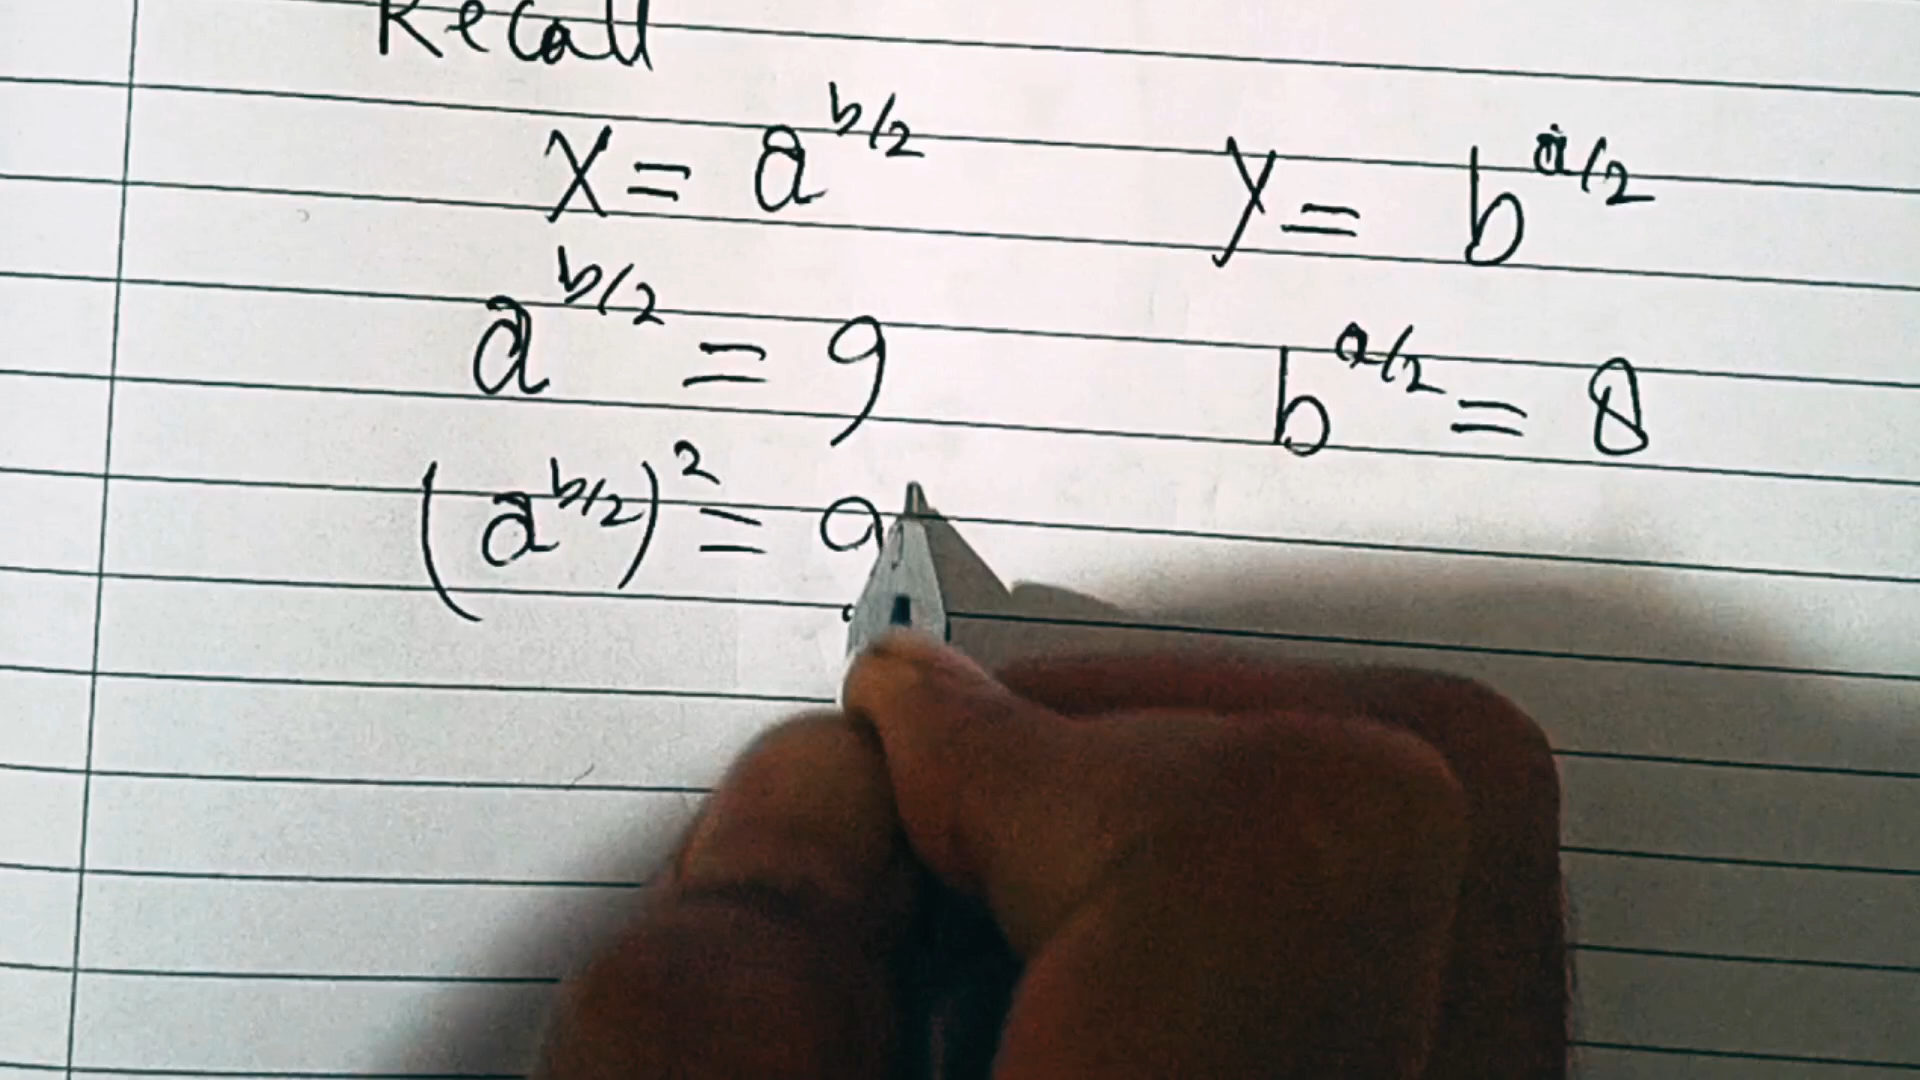 Recall
x = a^{b/2} y = b^{a/2}
a^{b/2} = 9 b^{a/2} = 8
(a^{b/2})^2 = 9